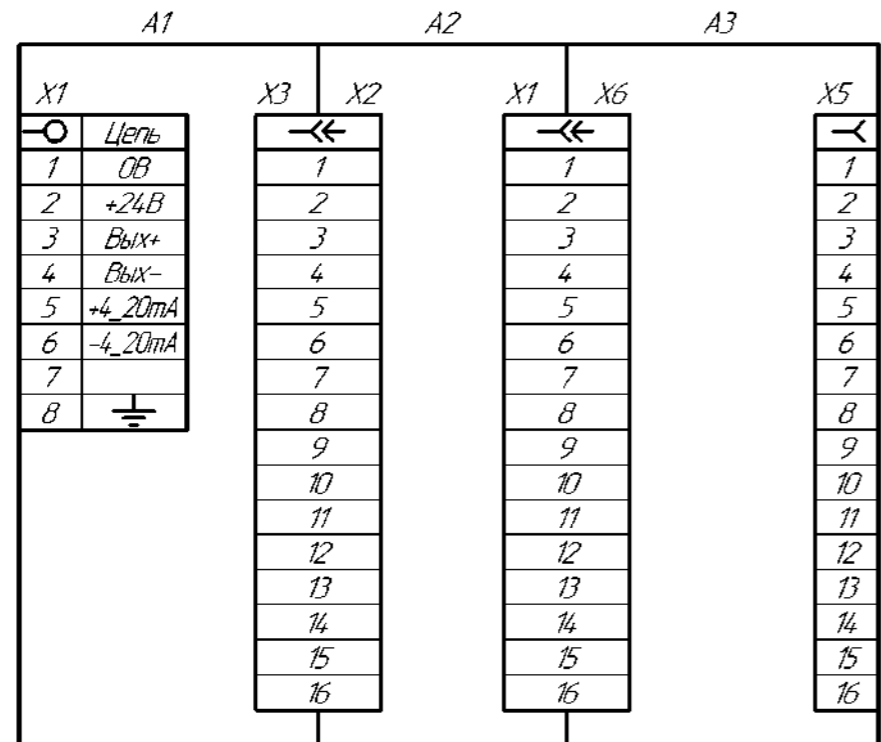 А1 А2 А3
X1 X3 X2 X1 X6 X5
Цепь
1 0В 1 1 1
2 +24В 2 2 2
3 Вых+ 3 3 3
4 Вых- 4 4 4
5 +4_20mA 5 5 5
6 -4_20mA 6 6 6
7 7 7 7
8 8 8 8
9 9 9
10 10 10
11 11 11
12 12 12
13 13 13
14 14 14
15 15 15
16 16 16